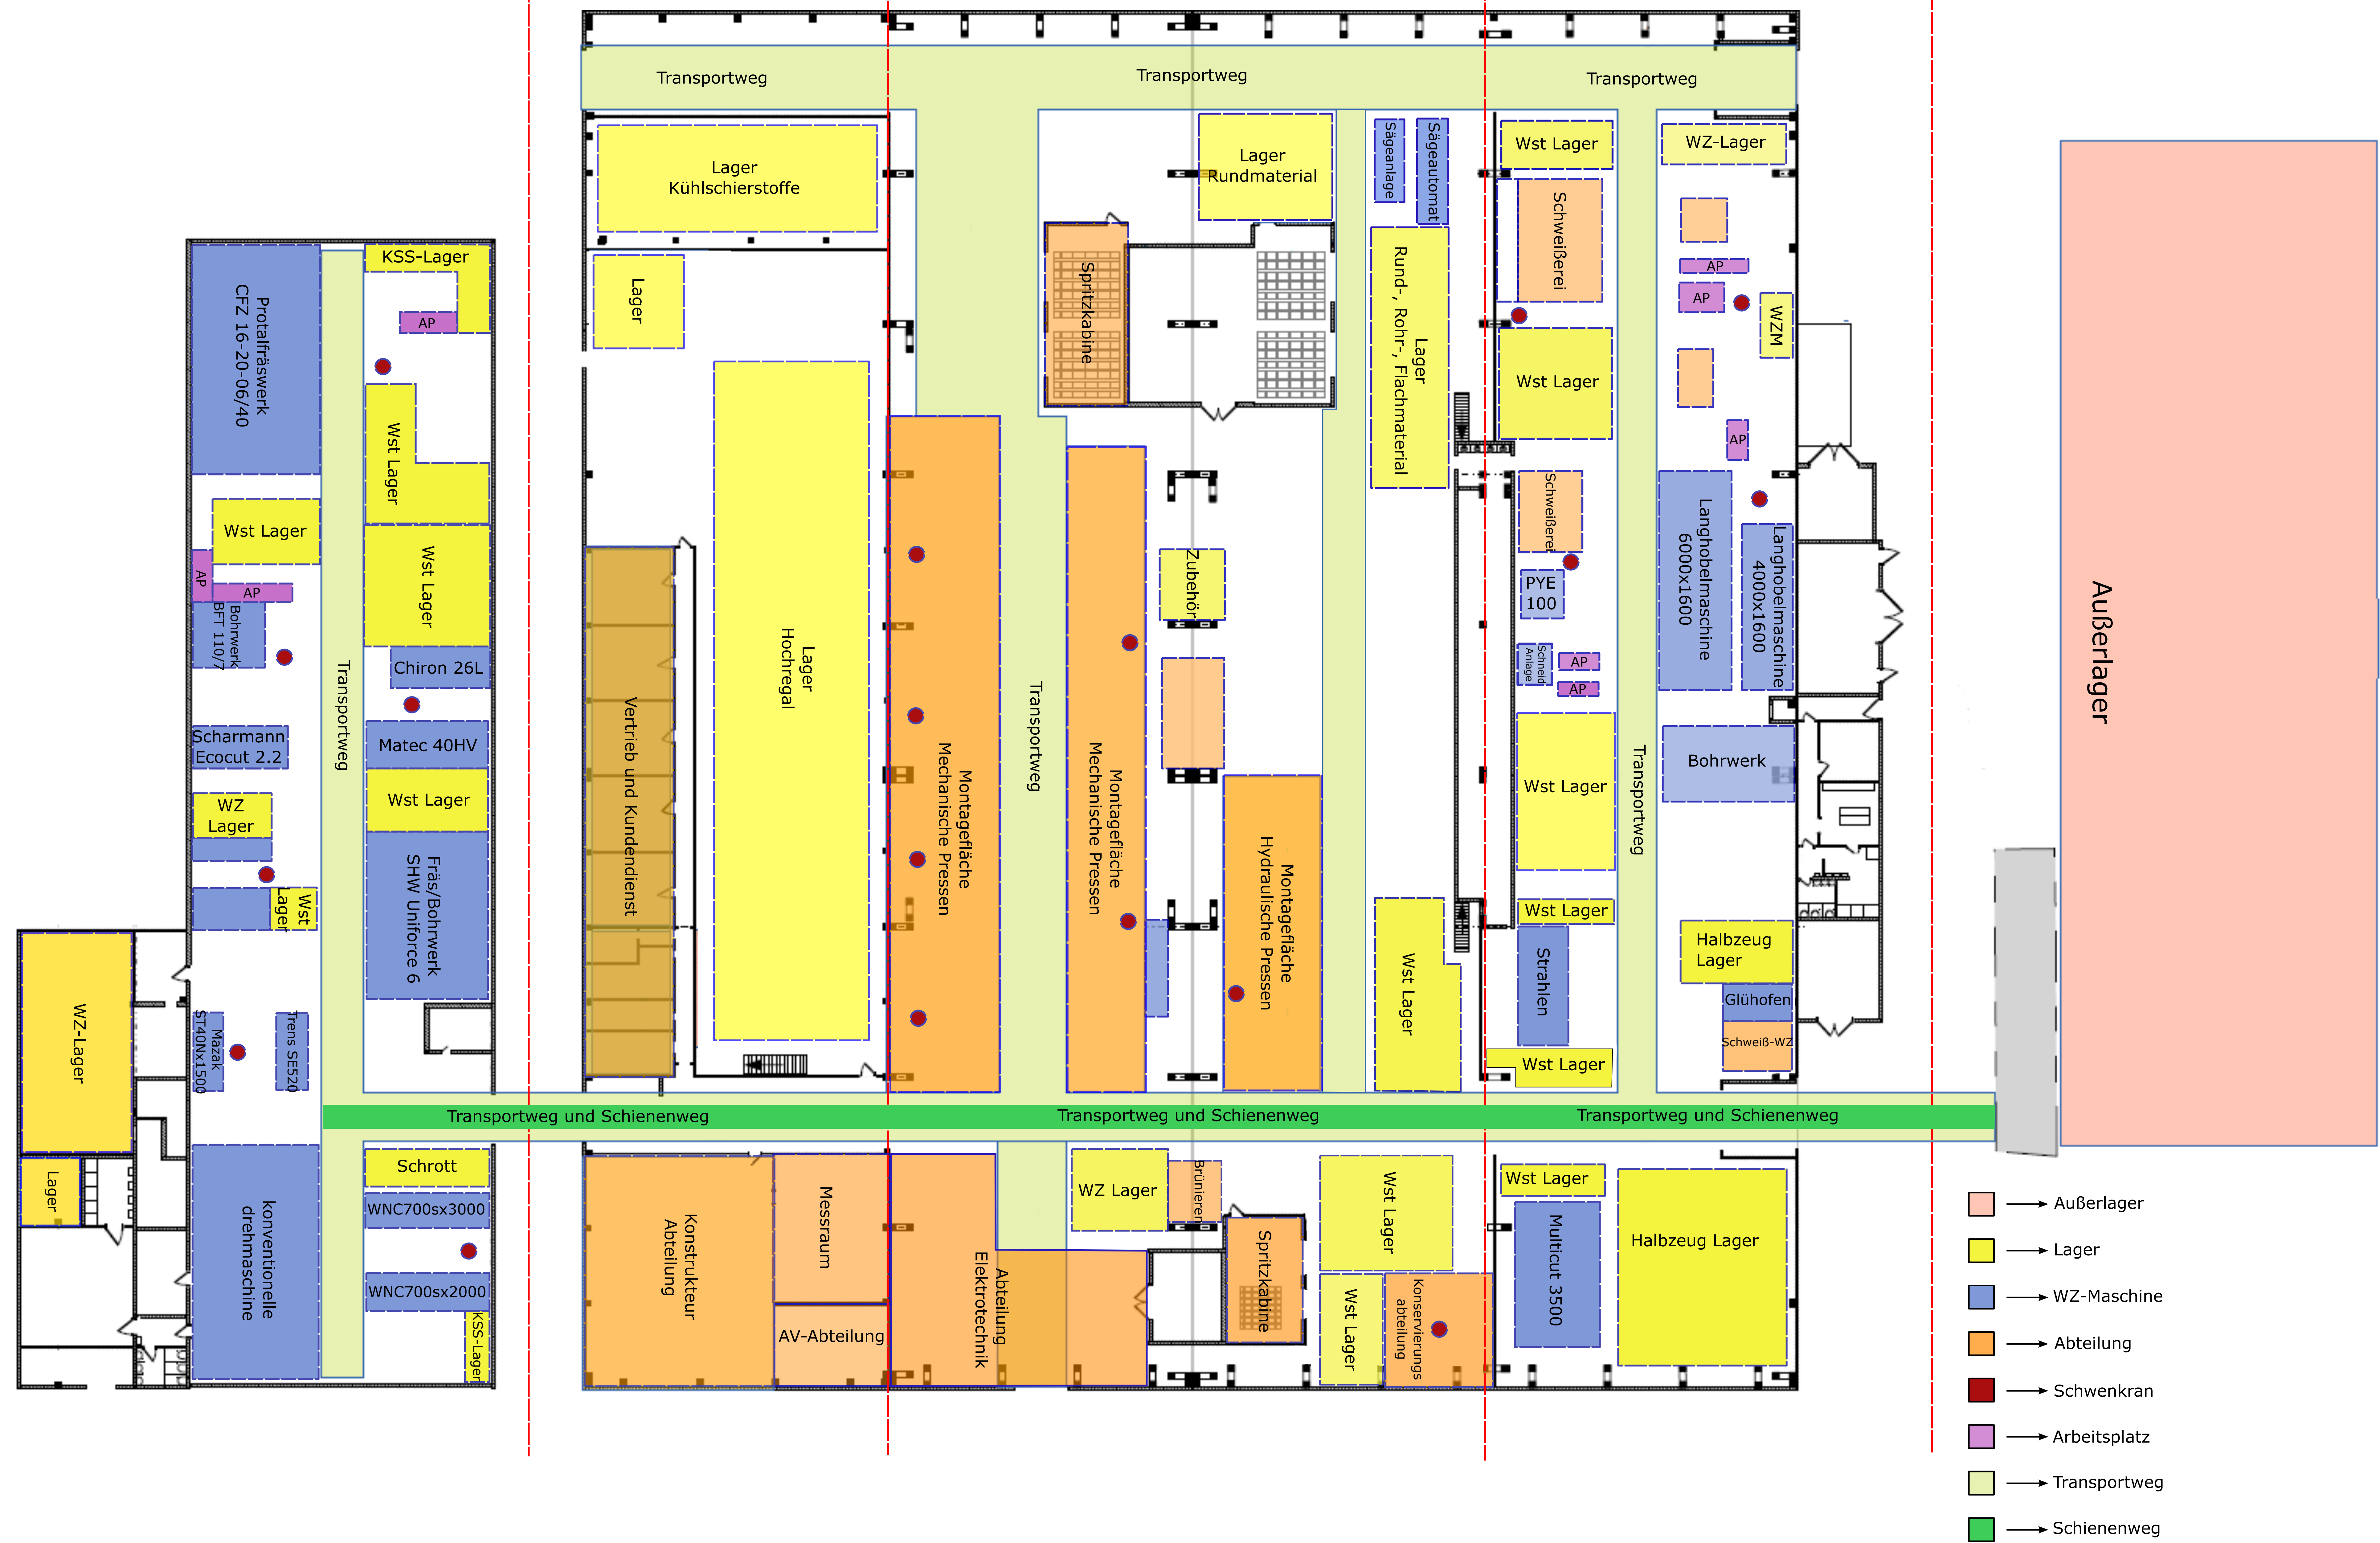 Transportweg
Transportweg
Transportweg
Lager
Kühlschierstoffe
Lager
Rundmaterial
Sägeanlage
Sägeautomat
Wst Lager
WZ-Lager
Protalfräswerk
CFZ 16-20-06/40
KSS-Lager
AP
Wst Lager
Wst Lager
AP
AP
Bohrwerk
BFT 110/7
Wst Lager
Chiron 26L
Scharmann
Ecocut 2.2
Matec 40HV
WZ
Lager
Wst Lager
Wst
Lager
Fräs/Bohrwerk
SHW Uniforce 6
Transportweg
WZ-Lager
Lager
Mazak
ST40Nx1500
Trens SE520
konventionelle
drehmaschine
Schrott
WNC700sx3000
WNC700sx2000
KSS-Lager
Lager
Lager
Hochregal
Vertrieb und Kundendienst
Montagefläche
Mechanische Pressen
Transportweg
Montagefläche
Mechanische Pressen
Spritzkabine
Zubehör
Montagefläche
Hydraulische Pressen
Lager
Rund-, Rohr-, Flachmaterial
Wst Lager
Schweißerei
Wst Lager
Schweißerei
PYE
100
Schneid
Anlage
AP
AP
Wst Lager
Wst Lager
Strahlen
Wst Lager
Transportweg
AP
AP
WZM
AP
Langhobelmaschine
6000x1600
Langhobelmaschine
4000x1600
Bohrwerk
Halbzeug
Lager
Glühofen
Schweiß-WZ
Außerlager
Transportweg und Schienenweg
Transportweg und Schienenweg
Transportweg und Schienenweg
Konstrukteur
Abteilung
Messraum
AV-Abteilung
Abteilung
Elektrotechnik
WZ Lager
Brünieren
Spritzkabine
Wst Lager
Wst Lager
Konservierungs
abteilung
Wst Lager
Multicut 3500
Halbzeug Lager
Außerlager
Lager
WZ-Maschine
Abteilung
Schwenkran
Arbeitsplatz
Transportweg
Schienenweg